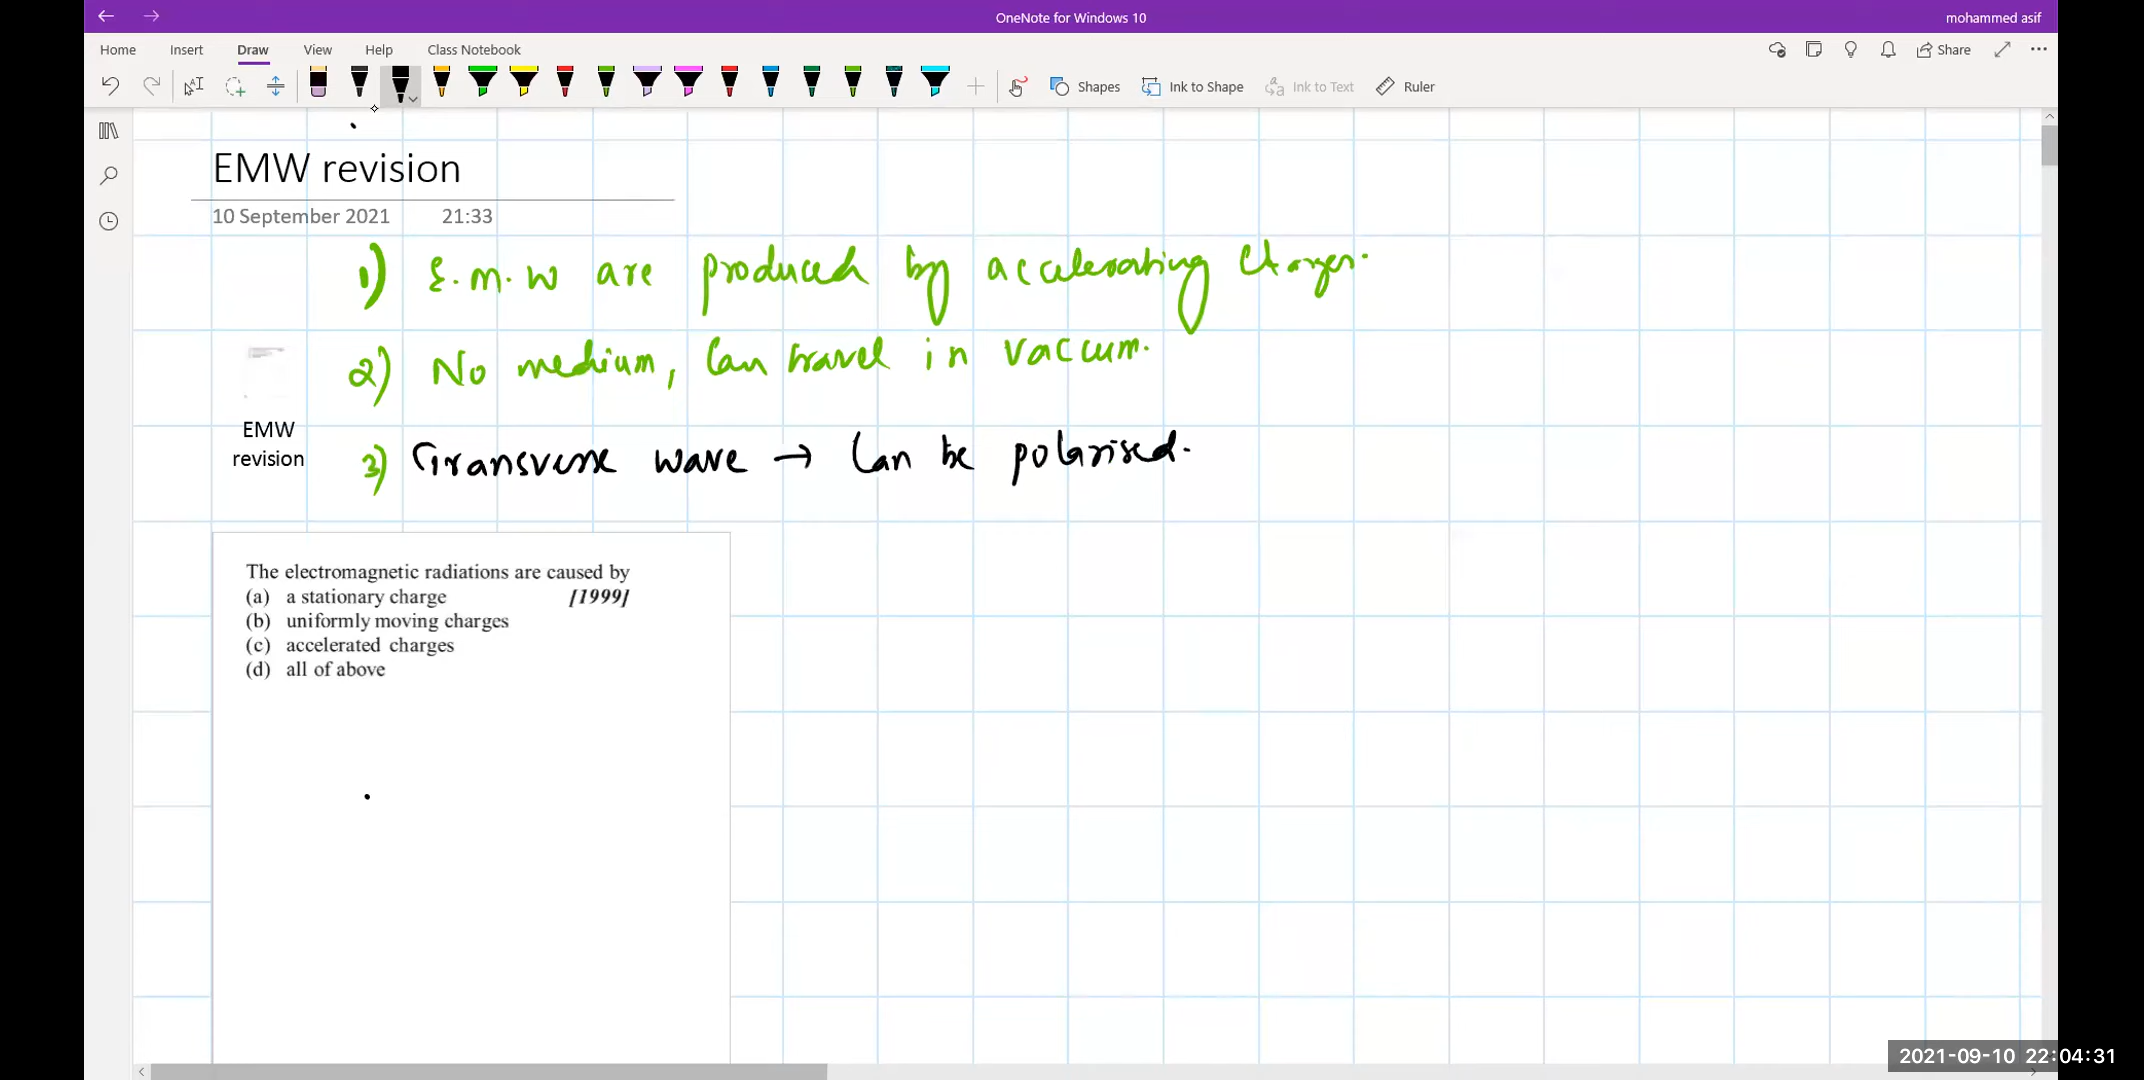 OneNote for Windows 10
mohammed asif
Home Insert Draw View Help Class Notebook
Share
Shapes Ink to Shape Ink to Text Ruler
EMW revision
10 September 2021 21:33
1) E.m.w are produced by accelerating charges.
2) No medium, Can travel in vaccum.
EMW
revision
3) Transverse wave → Can be polarised.
The electromagnetic radiations are caused by
(a) a stationary charge [1999]
(b) uniformly moving charges
(c) accelerated charges
(d) all of above
2021-09-10 22:04:31